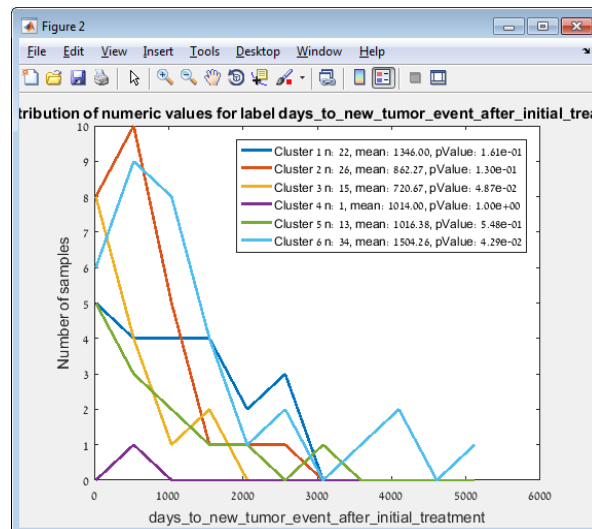 Figure 2
File Edit View Insert Tools Desktop Window Help
tribution of numeric values for label days_to_new_tumor_event_after_initial_trea
10
9
8
7
6
5
4
3
2
1
0
Number of samples
Cluster 1 n: 22, mean: 1346.00, pValue: 1.61e-01
Cluster 2 n: 26, mean: 862.27, pValue: 1.30e-01
Cluster 3 n: 15, mean: 720.67, pValue: 4.87e-02
Cluster 4 n: 1, mean: 1014.00, pValue: 1.00e+00
Cluster 5 n: 13, mean: 1016.38, pValue: 5.48e-01
Cluster 6 n: 34, mean: 1504.26, pValue: 4.29e-02
0 1000 2000 3000 4000 5000 6000
days_to_new_tumor_event_after_initial_treatment